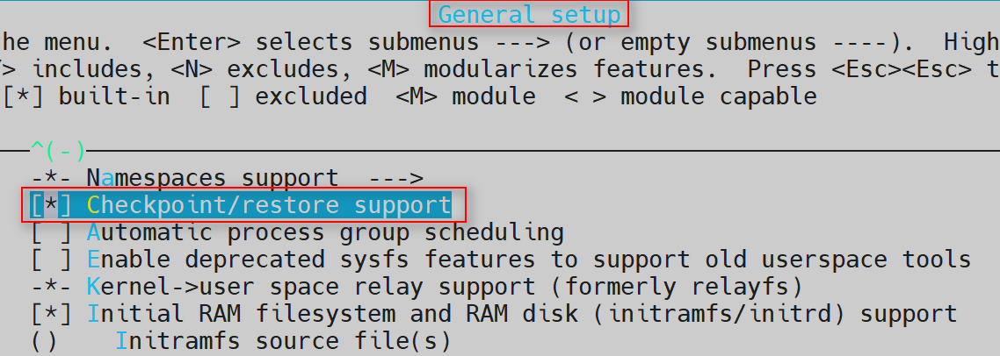 General setup
he menu.  <Enter> selects submenus ---> (or empty submenus ----).  High
> includes, <N> excludes, <M> modularizes features.  Press <Esc><Esc> t
[*] built-in  [ ] excluded  <M> module  < > module capable
^(-)
-*- Namespaces support  --->
[*] Checkpoint/restore support
[ ] Automatic process group scheduling
[ ] Enable deprecated sysfs features to support old userspace tools
-*- Kernel->user space relay support (formerly relayfs)
[*] Initial RAM filesystem and RAM disk (initramfs/initrd) support
()    Initramfs source file(s)